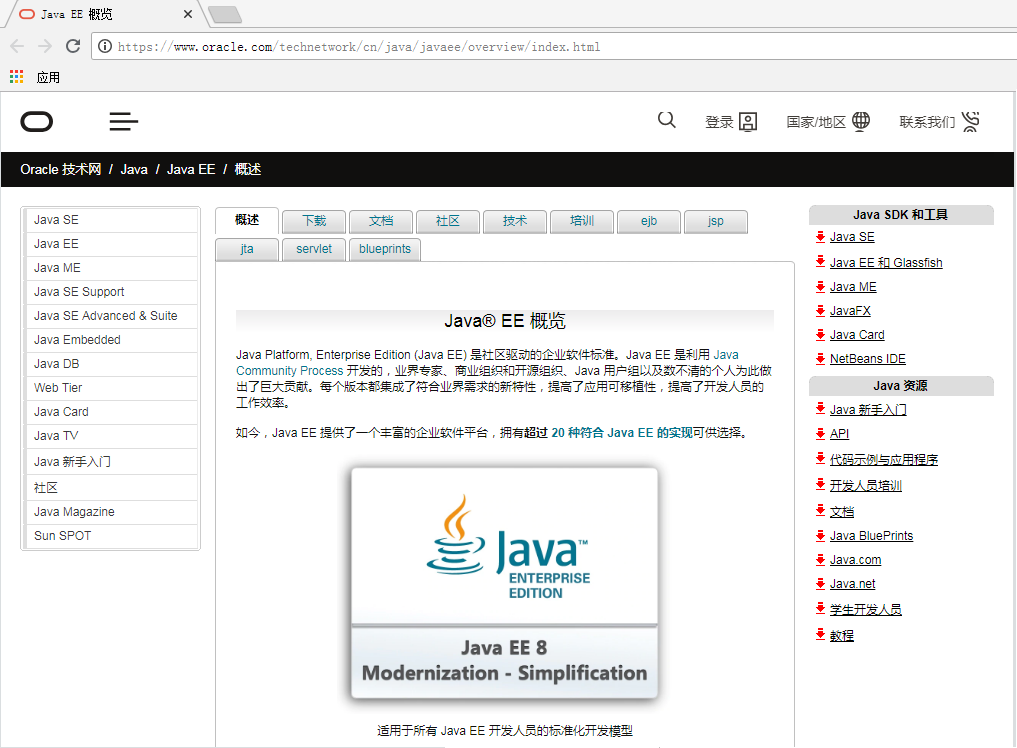 Java EE 概览
https://www.oracle.com/technetwork/cn/java/javaee/overview/index.html
应用
登录
国家/地区
联系我们
Oracle 技术网 / Java / Java EE / 概述
Java SE
Java EE
Java ME
Java SE Support
Java SE Advanced & Suite
Java Embedded
Java DB
Web Tier
Java Card
Java TV
Java 新手入门
社区
Java Magazine
Sun SPOT
概述 下载 文档 社区 技术 培训 ejb jsp
jta servlet blueprints
Java® EE 概览
Java Platform, Enterprise Edition (Java EE) 是社区驱动的企业软件标准。Java EE 是利用 Java
Community Process 开发的，业界专家、商业组织和开源组织、Java 用户组以及数不清的个人为此做
出了巨大贡献。每个版本都集成了符合业界需求的新特性，提高了应用可移植性，提高了开发人员的
工作效率。
如今，Java EE 提供了一个丰富的企业软件平台，拥有超过 20 种符合 Java EE 的实现可供选择。
Java™
ENTERPRISE
EDITION
Java EE 8
Modernization - Simplification
适用于所有 Java EE 开发人员的标准化开发模型
Java SDK 和工具
Java SE
Java EE 和 Glassfish
Java ME
JavaFX
Java Card
NetBeans IDE
Java 资源
Java 新手入门
API
代码示例与应用程序
开发人员培训
文档
Java BluePrints
Java.com
Java.net
学生开发人员
教程